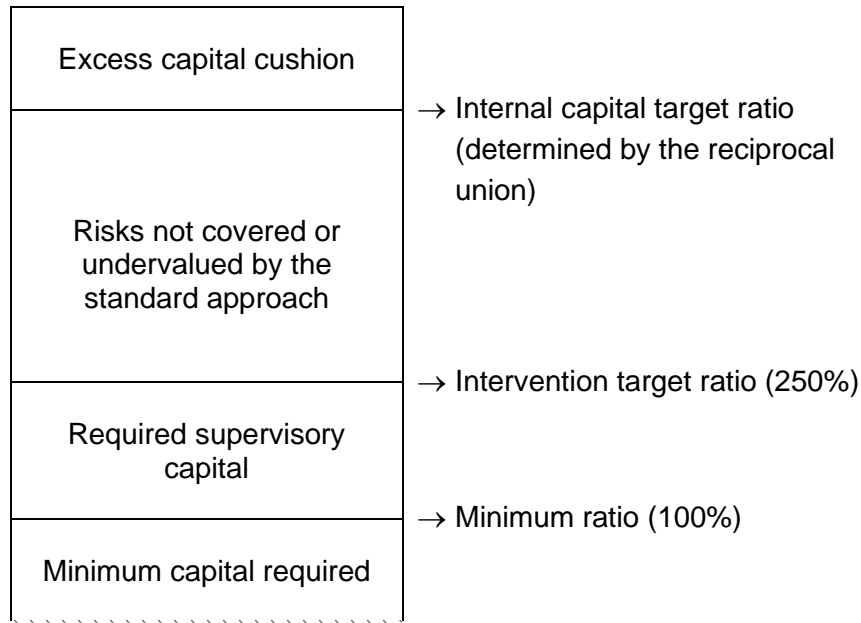 Excess capital cushion
→ Internal capital target ratio
(determined by the reciprocal
union)
Risks not covered or
undervalued by the
standard approach
→ Intervention target ratio (250%)
Required supervisory
capital
→ Minimum ratio (100%)
Minimum capital required